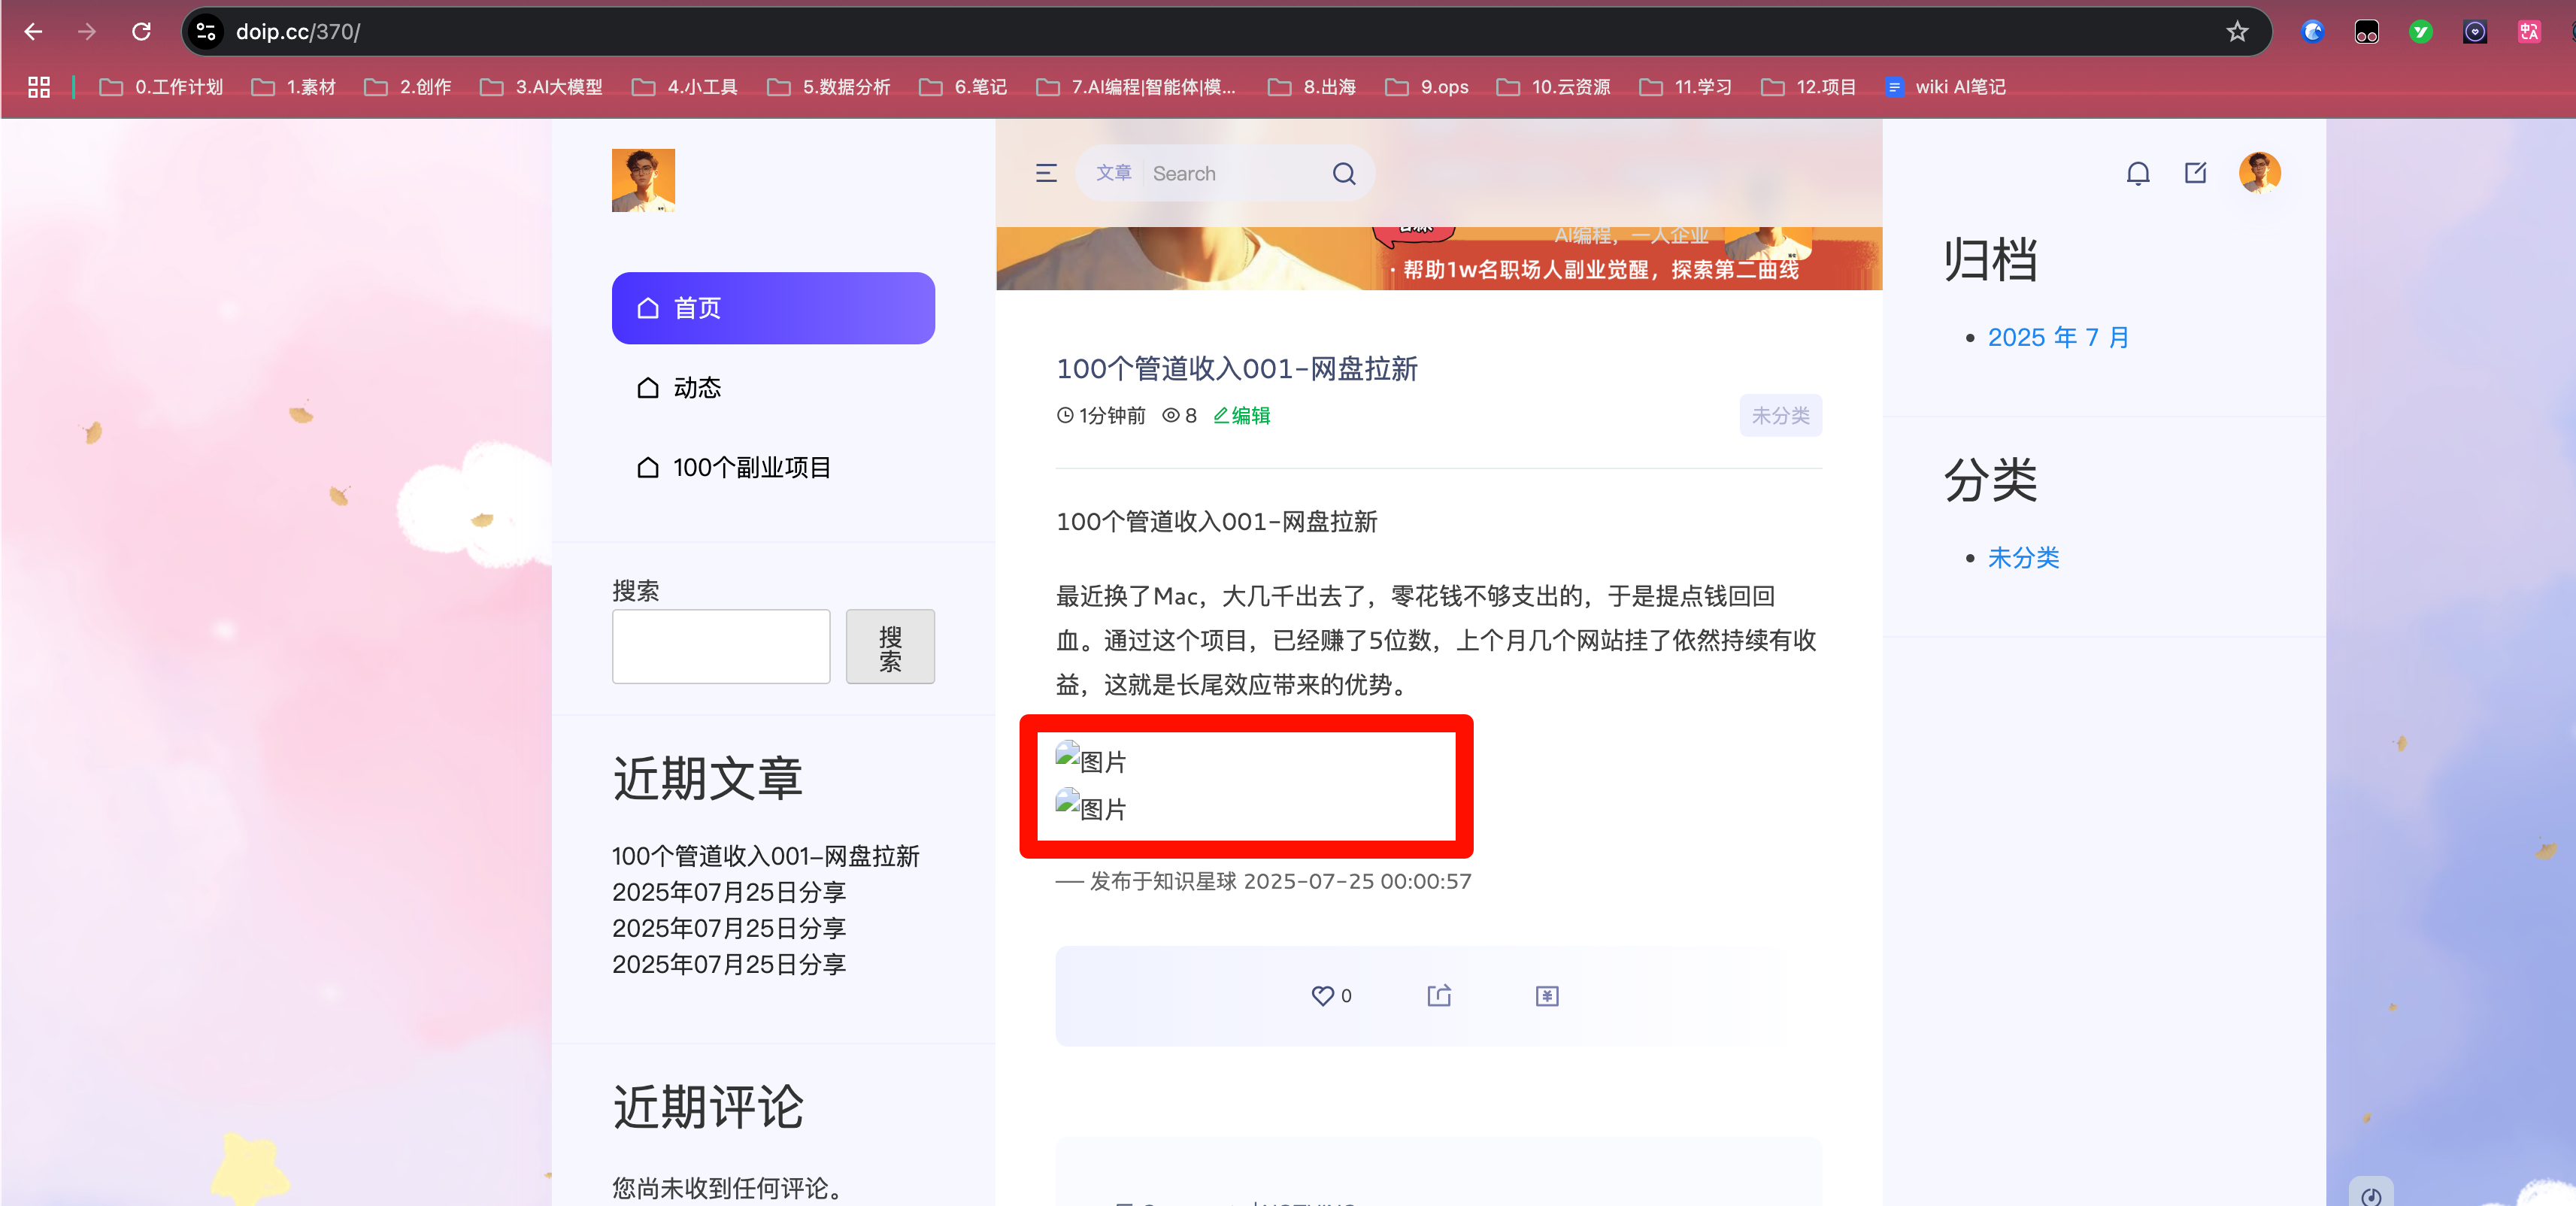 doip.cc/370/
0.工作计划
1.素材
2.创作
3.AI大模型
4.小工具
5.数据分析
6.笔记
7.AI编程|智能体|模...
8.出海
9.ops
10.云资源
11.学习
12.项目
wiki AI笔记
首页
动态
100个副业项目
搜索
搜索
近期文章
100个管道收入001–网盘拉新
2025年07月25日分享
2025年07月25日分享
2025年07月25日分享
近期评论
您尚未收到任何评论。
文章
Search
AI编程，一人企业
·帮助1w名职场人副业觉醒，探索第二曲线
100个管道收入001-网盘拉新
1分钟前
8
编辑
未分类
100个管道收入001-网盘拉新
最近换了Mac，大几千出去了，零花钱不够支出的，于是提点钱回回
血。通过这个项目，已经赚了5位数，上个月几个网站挂了依然持续有收
益，这就是长尾效应带来的优势。
图片
图片
── 发布于知识星球 2025-07-25 00:00:57
0
归档
2025 年 7 月
分类
未分类